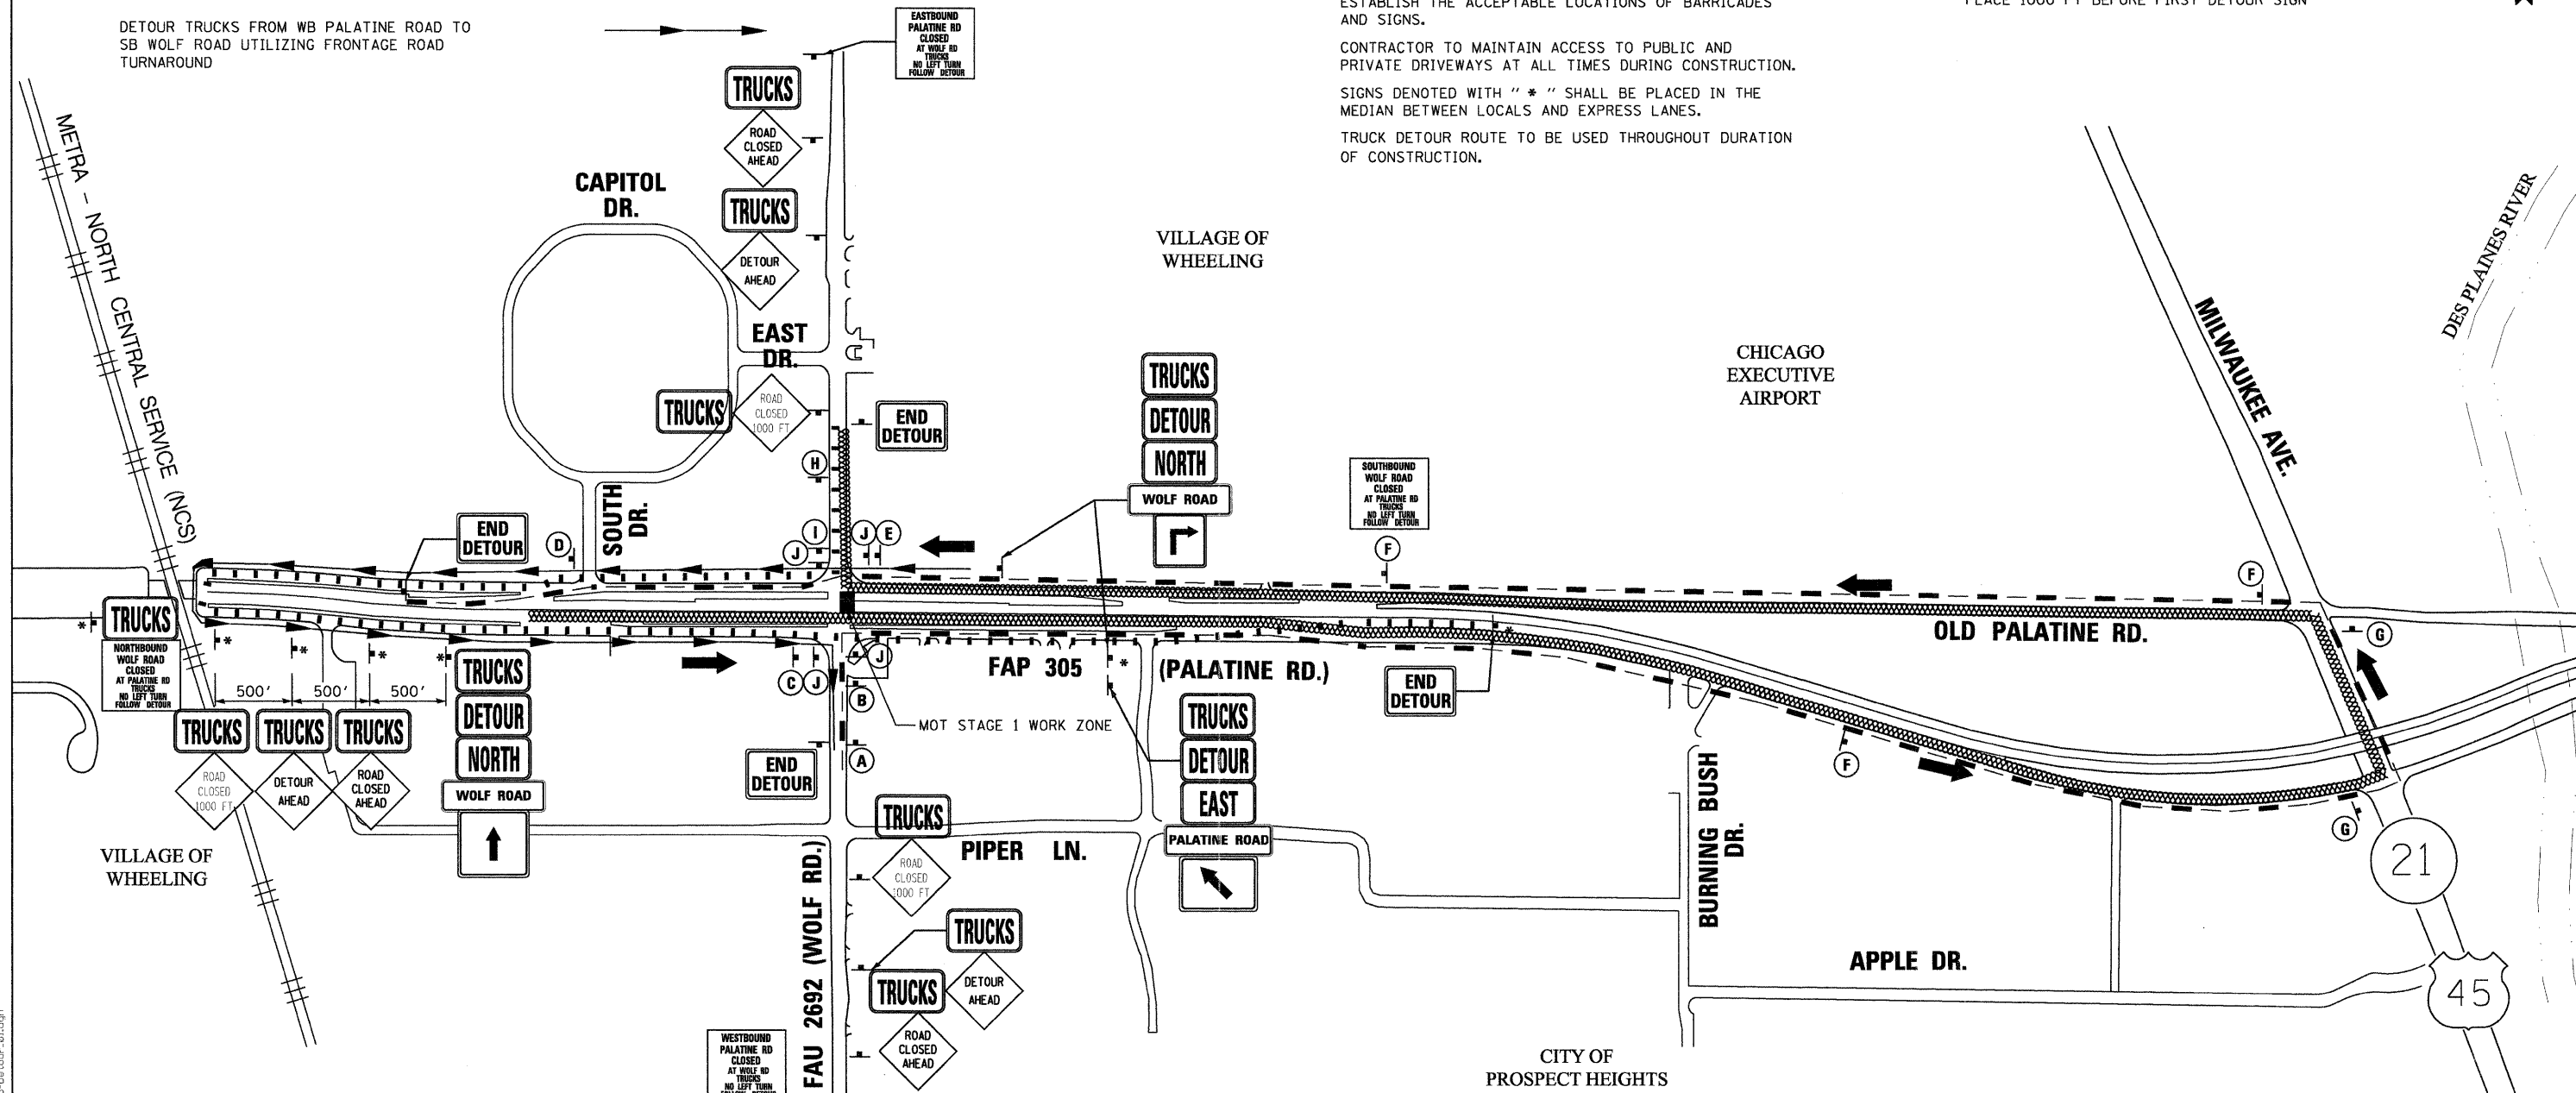 DETOUR TRUCKS FROM WB PALATINE ROAD TO
SB WOLF ROAD UTILIZING FRONTAGE ROAD
TURNAROUND
EASTBOUND
PALATINE RD
CLOSED
AT WOLF RD
TRUCKS
NO LEFT TURN
FOLLOW DETOUR
ESTABLISH THE ACCEPTABLE LOCATIONS OF BARRICADES
AND SIGNS.
CONTRACTOR TO MAINTAIN ACCESS TO PUBLIC AND
PRIVATE DRIVEWAYS AT ALL TIMES DURING CONSTRUCTION.
SIGNS DENOTED WITH " * " SHALL BE PLACED IN THE
MEDIAN BETWEEN LOCALS AND EXPRESS LANES.
TRUCK DETOUR ROUTE TO BE USED THROUGHOUT DURATION
OF CONSTRUCTION.
PLACE 1000 FT BEFORE FIRST DETOUR SIGN
TRUCKS
ROAD
CLOSED
AHEAD
TRUCKS
DETOUR
AHEAD
METRA - NORTH CENTRAL SERVICE (NCS)
CAPITOL
DR.
EAST
DR.
TRUCKS
ROAD
CLOSED
1000 FT
END
DETOUR
SOUTH
DR.
VILLAGE OF
WHEELING
CHICAGO
EXECUTIVE
AIRPORT
MILWAUKEE AVE.
DES PLAINES RIVER
TRUCKS
DETOUR
NORTH
WOLF ROAD
SOUTHBOUND
WOLF ROAD
CLOSED
AT PALATINE RD
TRUCKS
NO LEFT TURN
FOLLOW DETOUR
END
DETOUR
D
H
I
J
J E
F
F
G
*
TRUCKS
NORTHBOUND
WOLF ROAD
CLOSED
AT PALATINE RD
TRUCKS
NO LEFT TURN
FOLLOW DETOUR
*
*
*
*
500' 500' 500'
TRUCKS
ROAD
CLOSED
1000 FT
TRUCKS
DETOUR
AHEAD
TRUCKS
ROAD
CLOSED
AHEAD
TRUCKS
DETOUR
NORTH
WOLF ROAD
C J
J
B
A
MOT STAGE 1 WORK ZONE
END
DETOUR
FAP 305 (PALATINE RD.)
*
*
OLD PALATINE RD.
END
DETOUR
TRUCKS
DETOUR
EAST
PALATINE ROAD
F
G
BURNING BUSH
DR.
VILLAGE OF
WHEELING
FAU 2692 (WOLF RD.)
TRUCKS
ROAD
CLOSED
1000 FT
PIPER LN.
TRUCKS
DETOUR
AHEAD
TRUCKS
ROAD
CLOSED
AHEAD
WESTBOUND
PALATINE RD
CLOSED
AT WOLF RD
TRUCKS
NO LEFT TURN
APPLE DR.
21
45
CITY OF
PROSPECT HEIGHTS